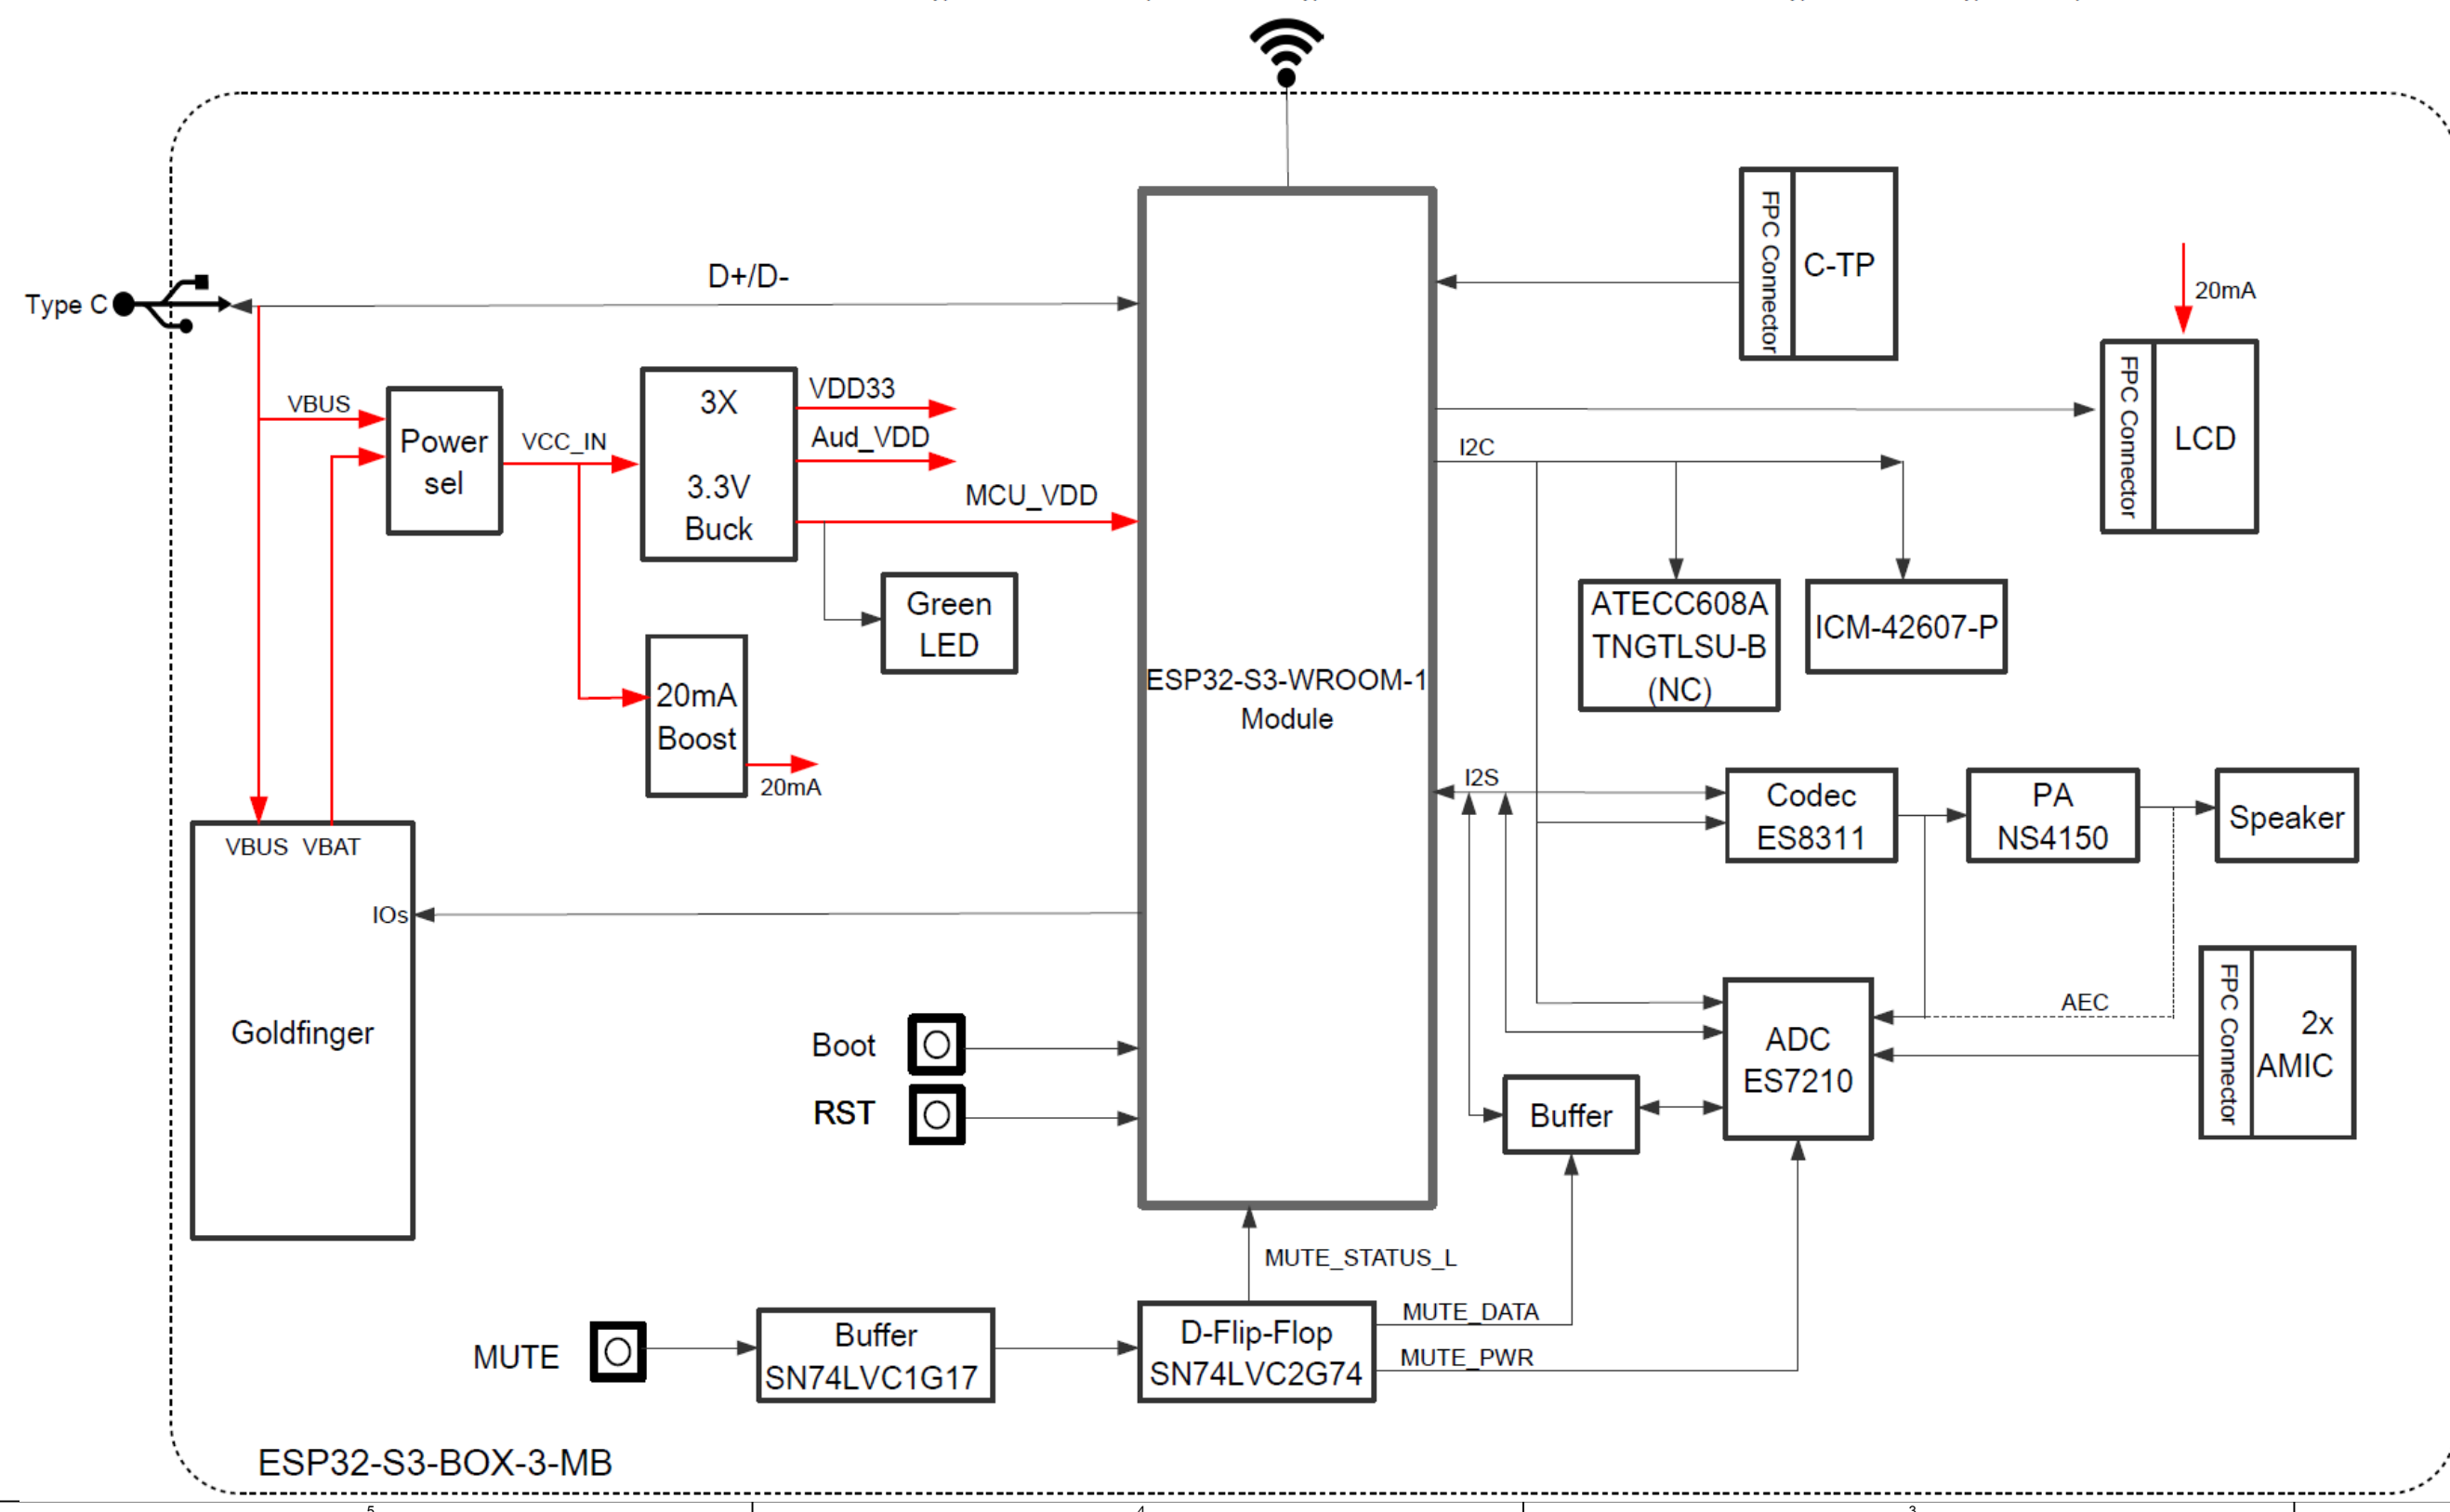 Type C
D+/D-
VBUS
Power
sel
VCC_IN
3X
3.3V
Buck
VDD33
Aud_VDD
MCU_VDD
Green
LED
20mA
Boost
20mA
VBUS VBAT
IOs
Goldfinger
Boot
RST
MUTE
Buffer
SN74LVC1G17
D-Flip-Flop
SN74LVC2G74
MUTE_STATUS_L
MUTE_DATA
MUTE_PWR
ESP32-S3-WROOM-1
Module
FPC Connector
C-TP
20mA
FPC Connector
LCD
I2C
ATECC608A
TNGTLSU-B
(NC)
ICM-42607-P
I2S
Codec
ES8311
PA
NS4150
Speaker
AEC
ADC
ES7210
Buffer
FPC Connector
2x
AMIC
ESP32-S3-BOX-3-MB